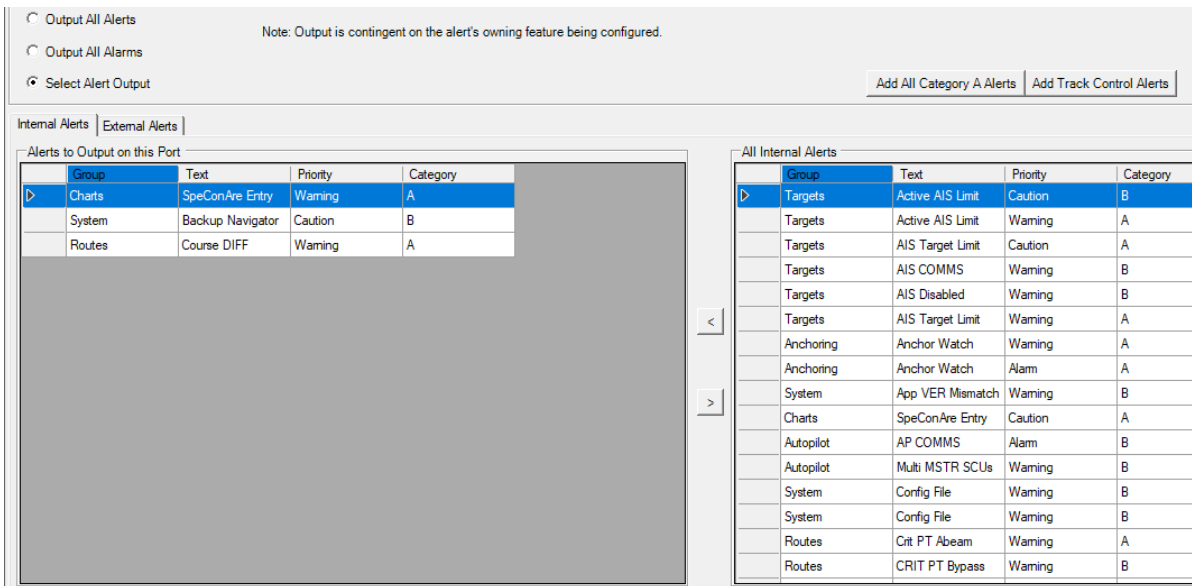 Output All Alerts
Note: Output is contingent on the alert's owning feature being configured.
Output All Alarms
Select Alert Output
Add All Category A Alerts
Add Track Control Alerts
Internal Alerts
External Alerts
Alerts to Output on this Port
Group Text Priority Category
Charts SpeConAre Entry Warning A
System Backup Navigator Caution B
Routes Course DIFF Warning A
<
>
All Internal Alerts
Group Text Priority Category
Targets Active AIS Limit Caution B
Targets Active AIS Limit Warning A
Targets AIS Target Limit Caution A
Targets AIS COMMS Warning B
Targets AIS Disabled Warning B
Targets AIS Target Limit Warning A
Anchoring Anchor Watch Warning A
Anchoring Anchor Watch Alarm A
System App VER Mismatch Warning B
Charts SpeConAre Entry Caution A
Autopilot AP COMMS Alarm B
Autopilot Multi MSTR SCUs Warning B
System Config File Warning B
System Config File Warning B
Routes Crit PT Abeam Warning A
Routes CRIT PT Bypass Warning B